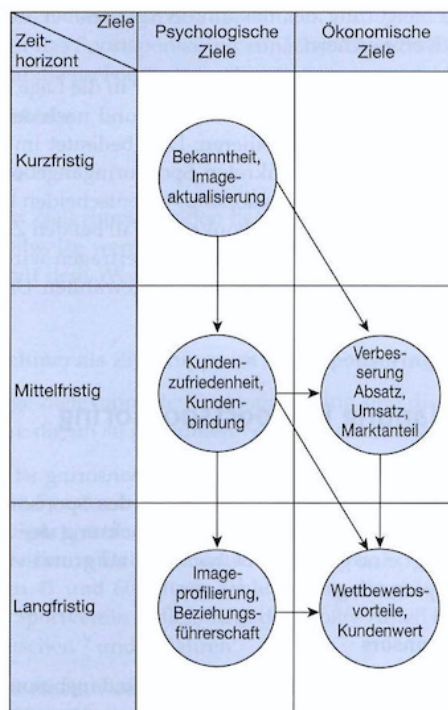 Ziele
Zeit-
horizont
Psychologische
Ziele
Ökonomische
Ziele
Kurzfristig
Bekanntheit,
Image-
aktualisierung
Mittelfristig
Kunden-
zufriedenheit,
Kunden-
bindung
Verbes-
serung
Absatz,
Umsatz,
Marktanteil
Langfristig
Image-
profilierung,
Beziehungs-
führerschaft
Wettbewerbs-
vorteile,
Kundenwert